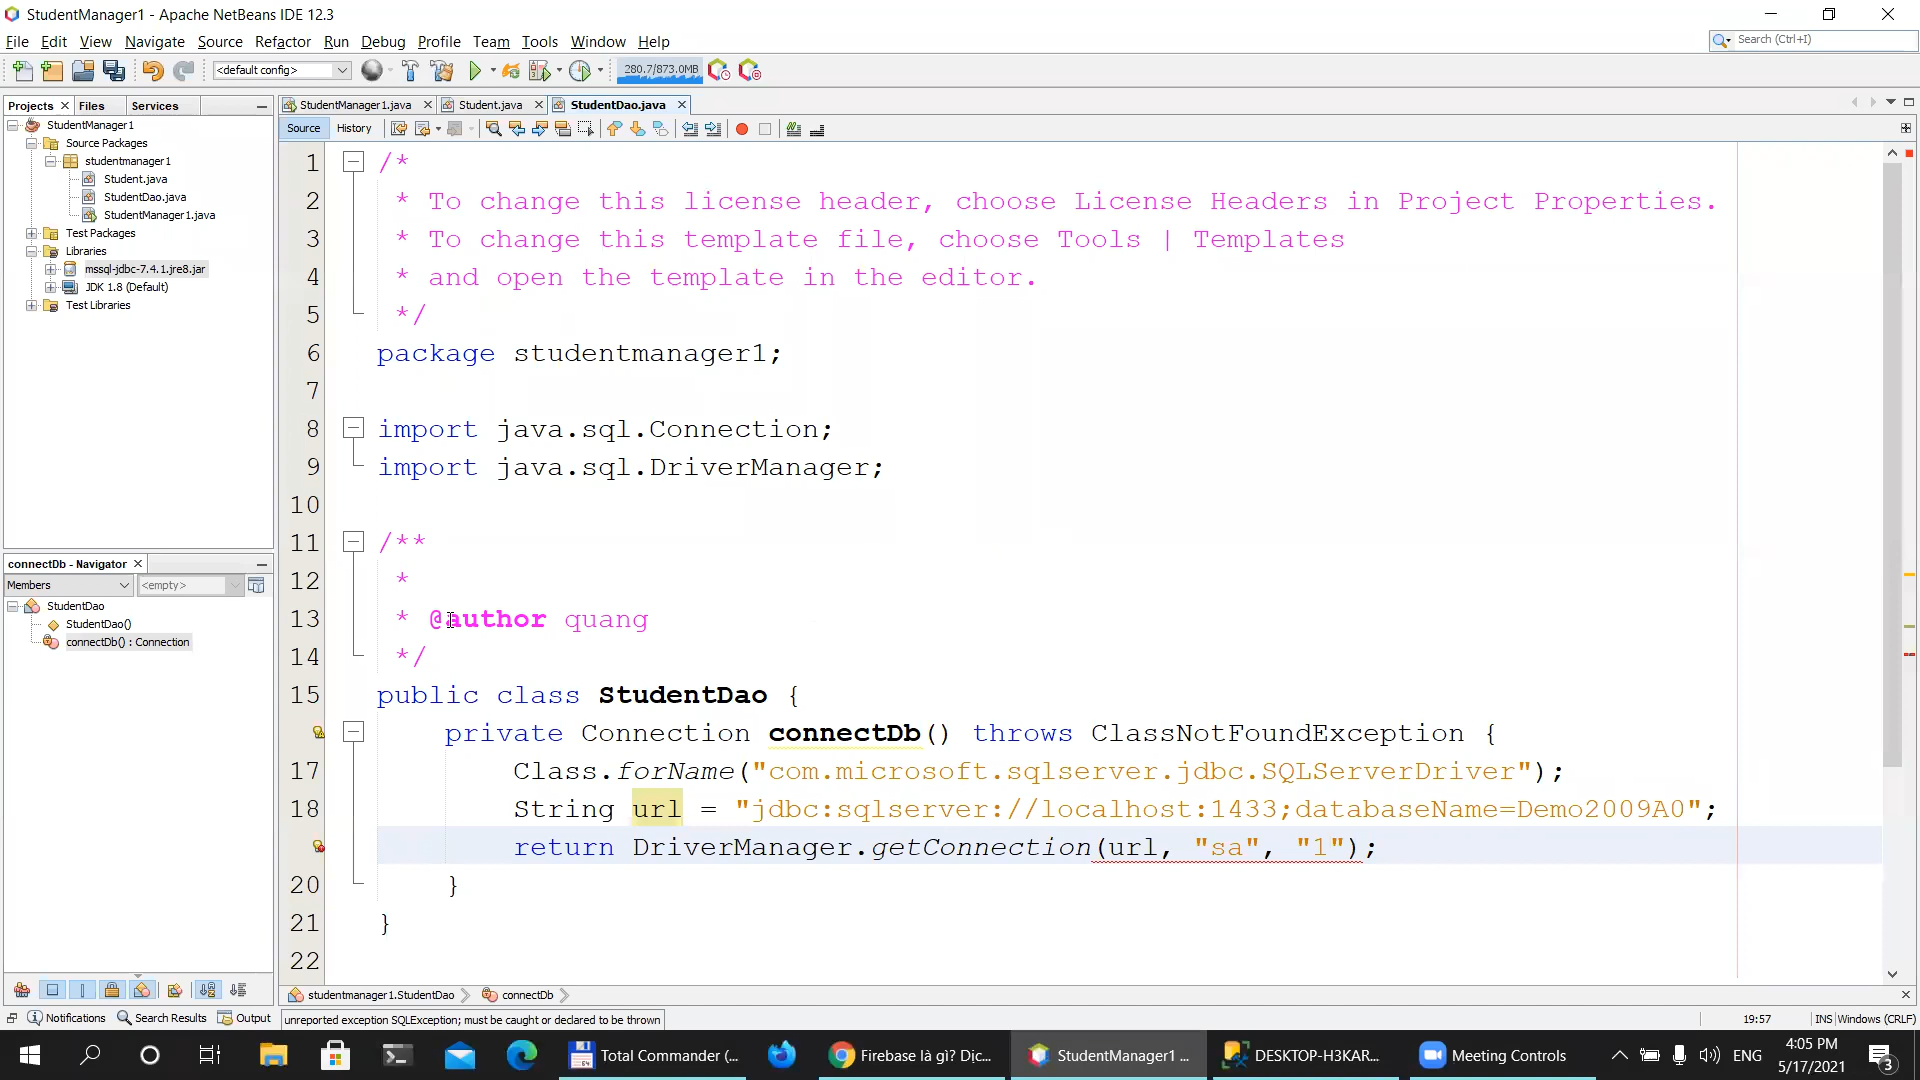 StudentManager1 - Apache NetBeans IDE 12.3
File Edit View Navigate Source Refactor Run Debug Profile Team Tools Window Help
Search (Ctrl+I)
<default config>
280.7/873.0MB
Projects Files Services
StudentManager1.java Student.java StudentDao.java
Source History
StudentManager1
Source Packages
studentmanager1
Student.java
StudentDao.java
StudentManager1.java
Test Packages
Libraries
mssql-jdbc-7.4.1.jre8.jar
JDK 1.8 (Default)
Test Libraries
connectDb - Navigator
Members <empty>
StudentDao
StudentDao()
connectDb() : Connection
1 /*
2 * To change this license header, choose License Headers in Project Properties.
3 * To change this template file, choose Tools | Templates
4 * and open the template in the editor.
5 */
6 package studentmanager1;
7
8 import java.sql.Connection;
9 import java.sql.DriverManager;
10
11 /**
12 *
13 * @author quang
14 */
15 public class StudentDao {
private Connection connectDb() throws ClassNotFoundException {
17 Class.forName("com.microsoft.sqlserver.jdbc.SQLServerDriver");
18 String url = "jdbc:sqlserver://localhost:1433;databaseName=Demo2009A0";
return DriverManager.getConnection(url, "sa", "1");
20 }
21 }
22
studentmanager1.StudentDao connectDb
Notifications Search Results Output
unreported exception SQLException; must be caught or declared to be thrown
19:57 INS Windows (CRLF)
Total Commander (...
Firebase là gì? Dịc...
StudentManager1 ...
DESKTOP-H3KAR...
Meeting Controls
ENG
4:05 PM
5/17/2021
3